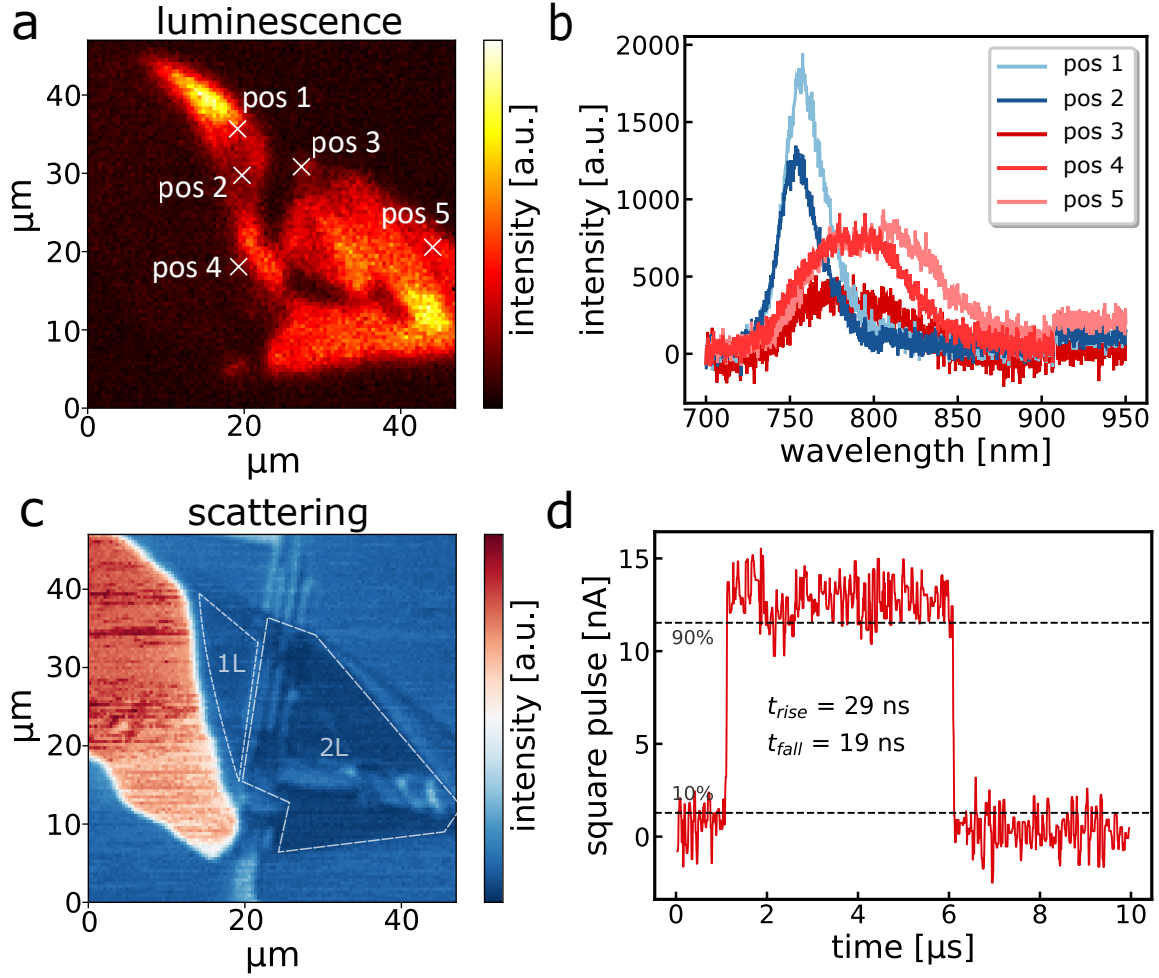 a
luminescence
pos 1
pos 3
pos 2
pos 5
pos 4
40
30
20
10
0
0
20
40
µm
µm
intensity [a.u.]
b
2000
1500
1000
500
0
700
750
800
850
900
950
intensity [a.u.]
wavelength [nm]
pos 1
pos 2
pos 3
pos 4
pos 5
c
scattering
1L
2L
40
30
20
10
0
0
20
40
µm
µm
intensity [a.u.]
d
15
10
5
0
square pulse [nA]
90%
t_rise = 29 ns
t_fall = 19 ns
10%
0
2
4
6
8
10
time [µs]